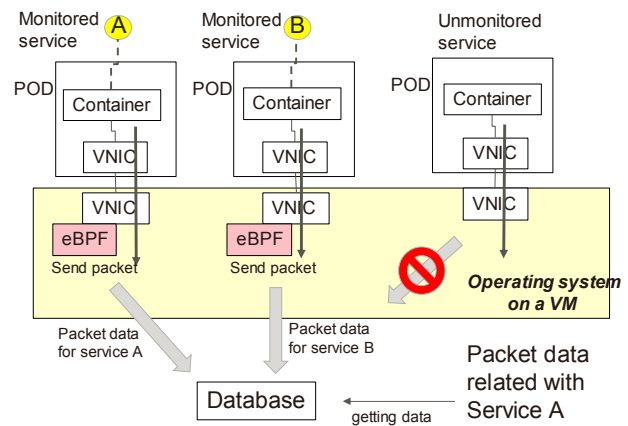 Monitored
service
A
Monitored
service
B
Unmonitored
service
POD
Container
VNIC
POD
Container
VNIC
POD
Container
VNIC
VNIC
eBPF
Send packet
VNIC
eBPF
Send packet
VNIC
Operating system
on a VM
Packet data
for service A
Packet data
for service B
Database
getting data
Packet data
related with
Service A